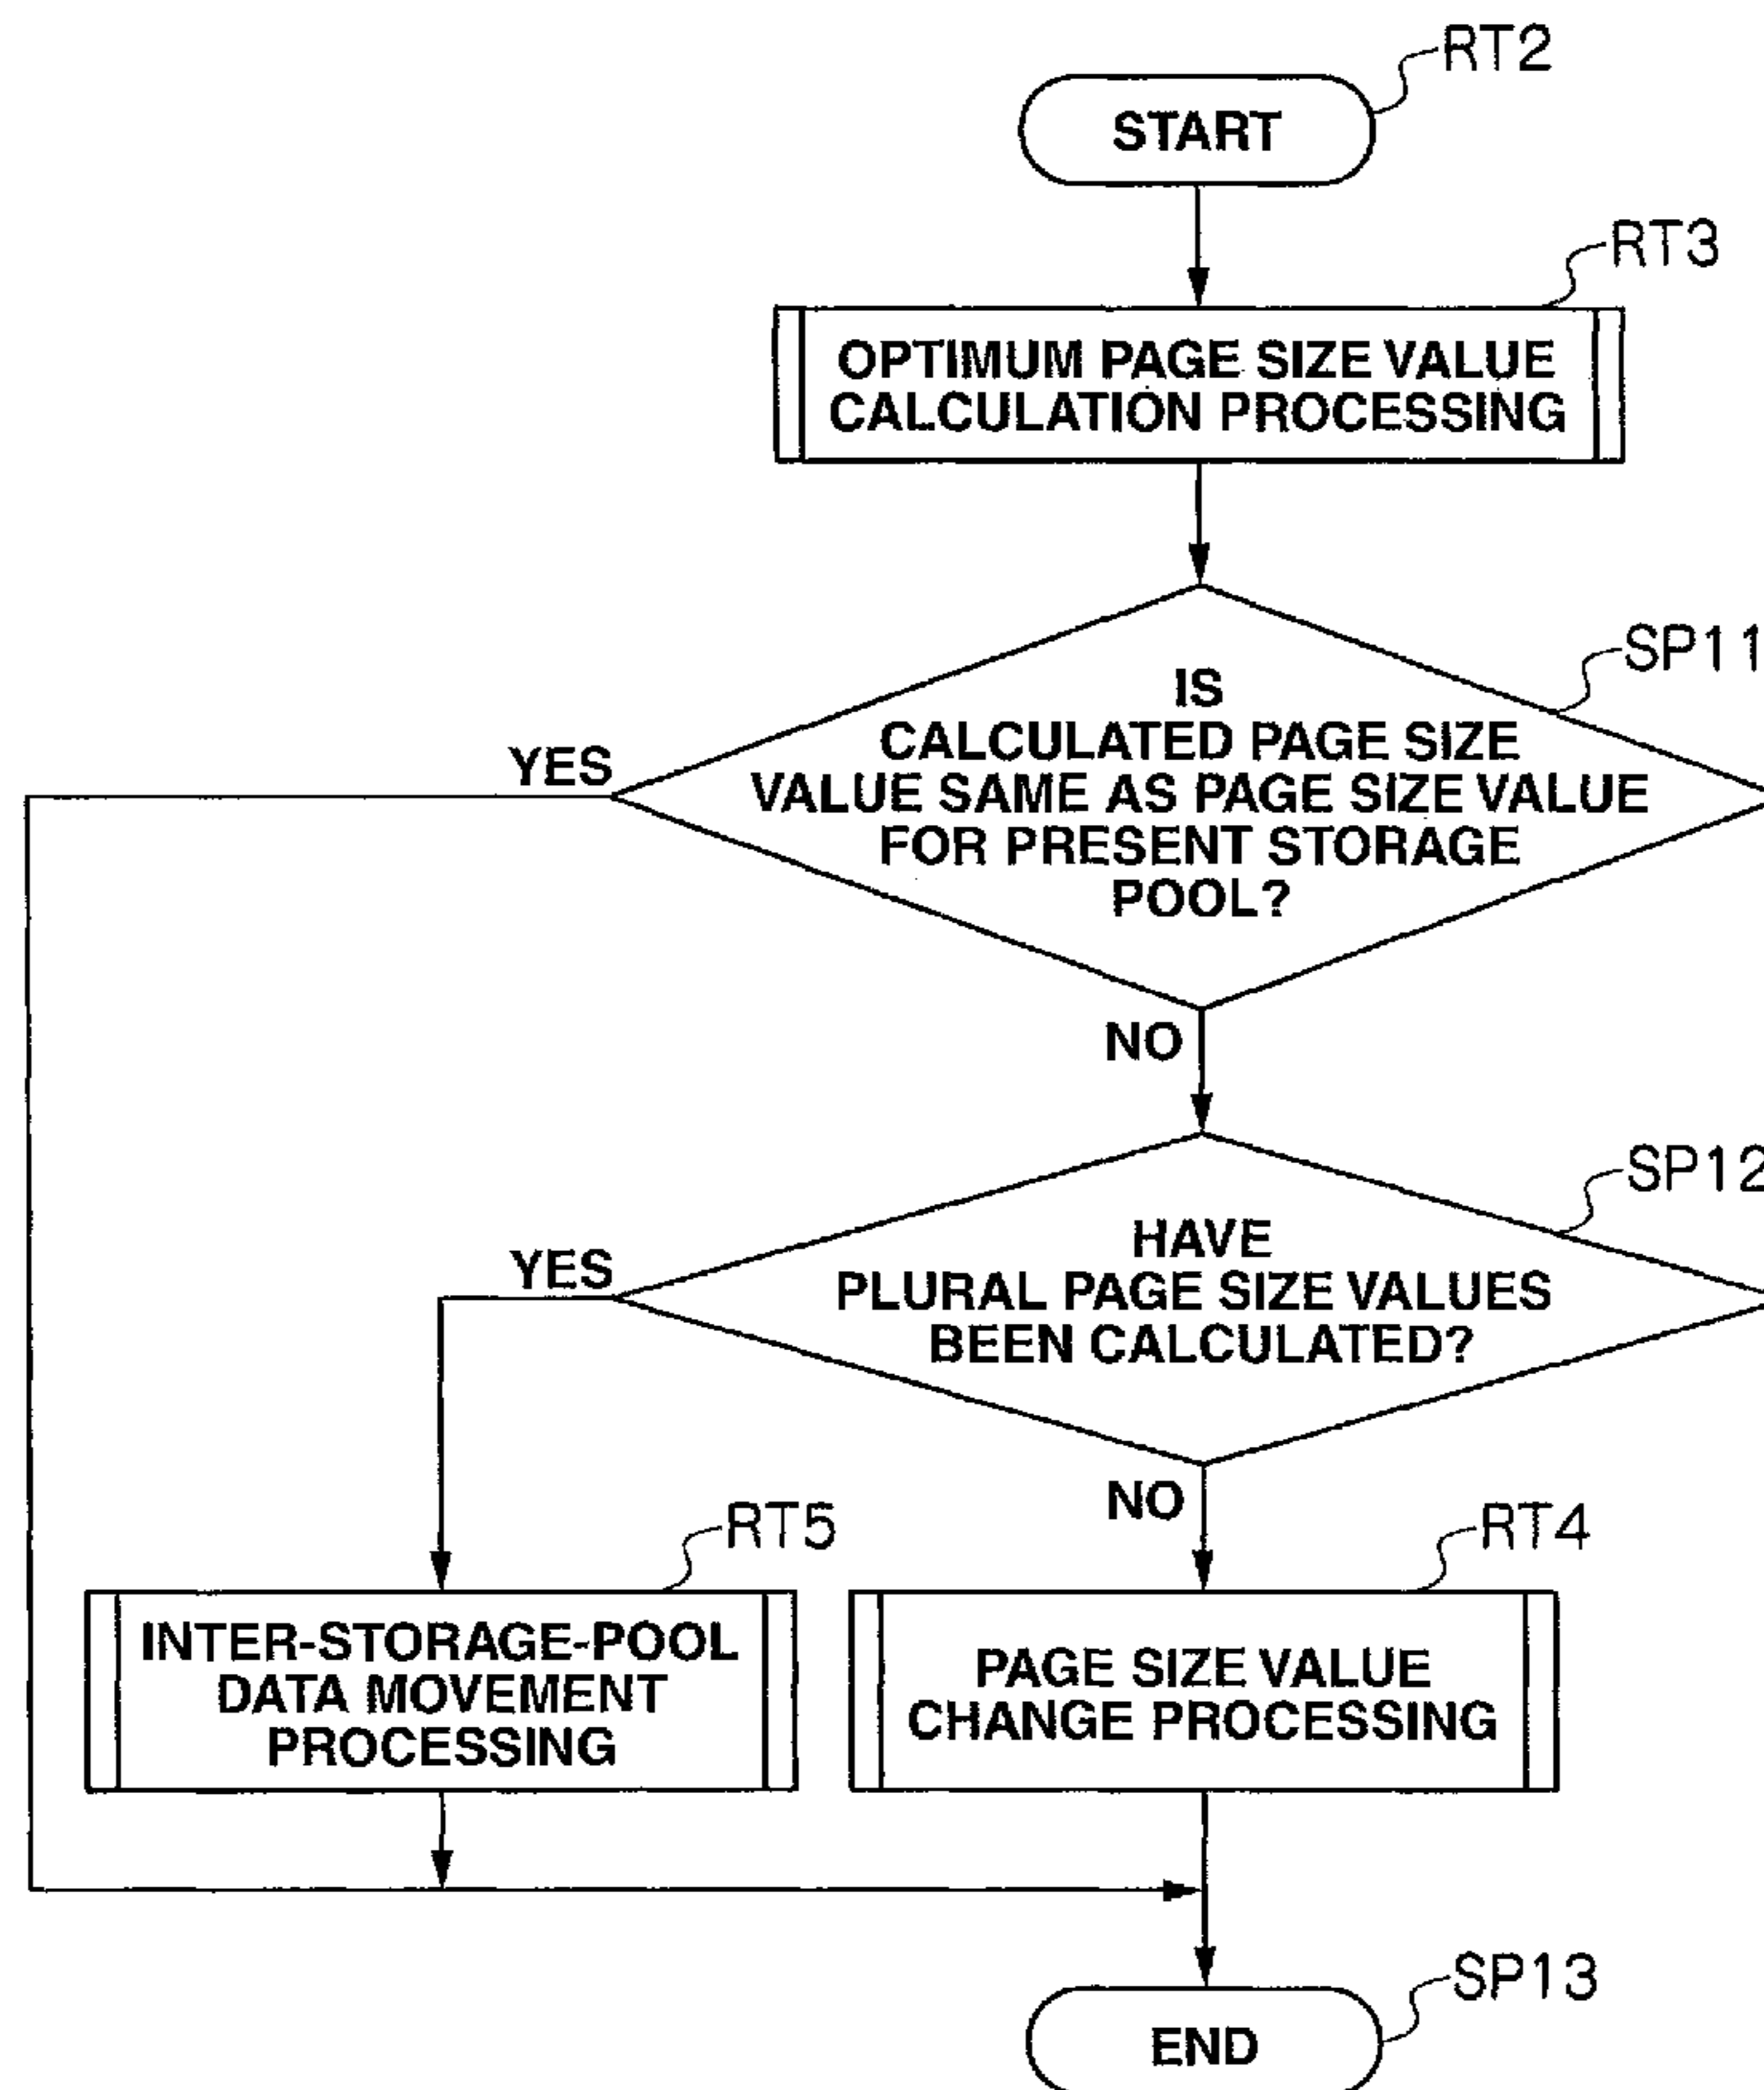 RT2
START
RT3
OPTIMUM PAGE SIZE VALUE
CALCULATION PROCESSING
SP11
IS
CALCULATED PAGE SIZE
VALUE SAME AS PAGE SIZE VALUE
FOR PRESENT STORAGE
POOL?
YES
NO
SP12
HAVE
PLURAL PAGE SIZE VALUES
BEEN CALCULATED?
YES
NO
RT5
RT4
INTER-STORAGE-POOL
DATA MOVEMENT
PROCESSING
PAGE SIZE VALUE
CHANGE PROCESSING
SP13
END